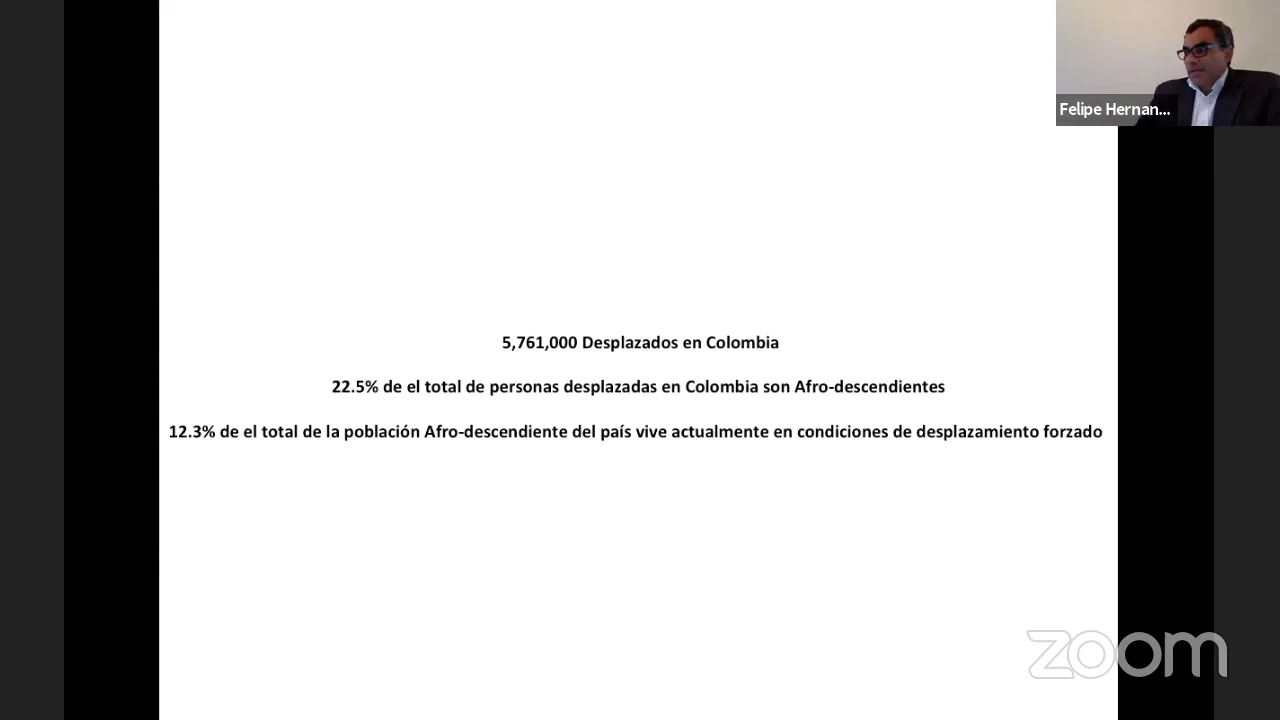 Felipe Hernan...
5,761,000 Desplazados en Colombia
22.5% de el total de personas desplazadas en Colombia son Afro-descendientes
12.3% de el total de la población Afro-descendiente del país vive actualmente en condiciones de desplazamiento forzado
zoom